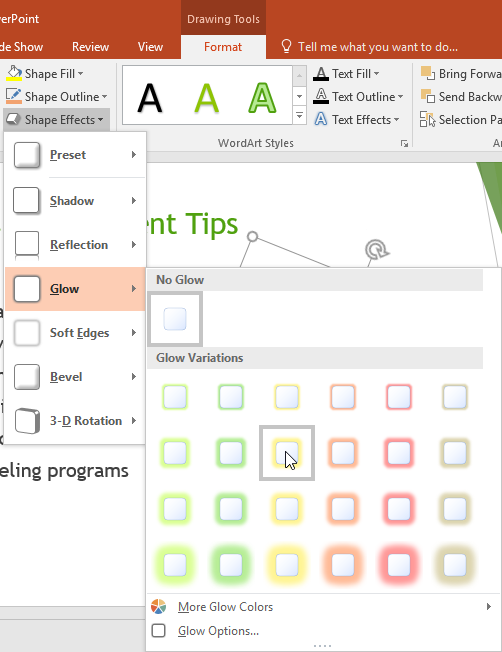 Drawing Tools
de Show Review View Format Tell me what you want to do...
Shape Fill
Shape Outline
Shape Effects
A A A
Text Fill
Text Outline
Text Effects
WordArt Styles
Bring Forwa
Send Backw
Selection Pa
Preset
Shadow
Reflection
Glow
Soft Edges
Bevel
3-D Rotation
nt Tips
No Glow
Glow Variations
More Glow Colors
Glow Options...
eling programs